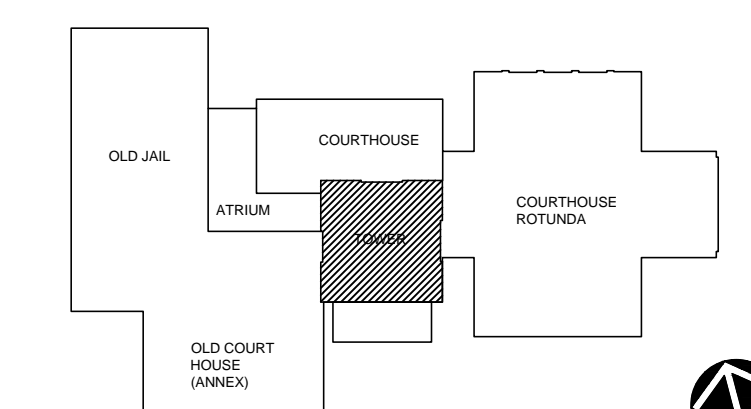 OLD JAIL
COURTHOUSE
ATRIUM
TOWER
COURTHOUSE
ROTUNDA
OLD COURT
HOUSE
(ANNEX)